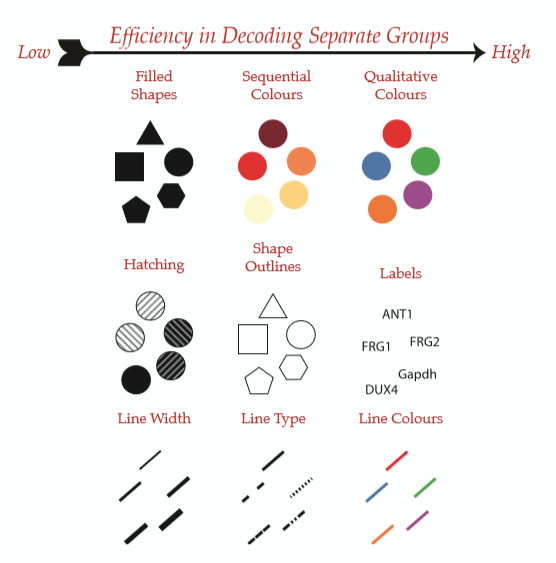 Efficiency in Decoding Separate Groups
Low
High
Filled
Shapes
Sequential
Colours
Qualitative
Colours
Hatching
Shape
Outlines
Labels
ANT1
FRG1
FRG2
Gapdh
DUX4
Line Width
Line Type
Line Colours